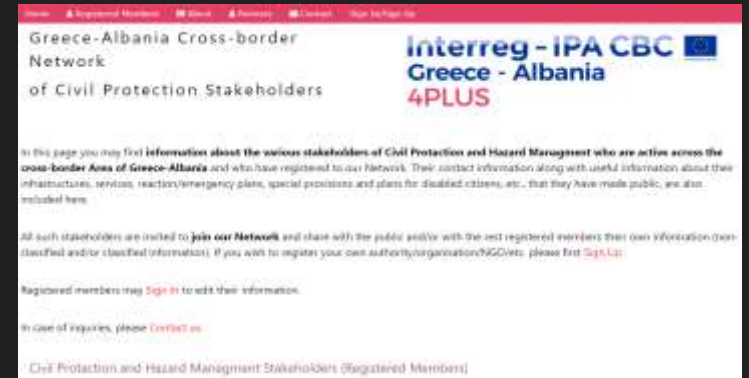 Home Registered Members About Partners Contact Sign In/Sign Up
Greece-Albania Cross-border
Network
of Civil Protection Stakeholders
Interreg - IPA CBC
Greece - Albania
4PLUS
In this page you may find information about the various stakeholders of Civil Protection and Hazard Managment who are active across the
cross-border Area of Greece-Albania and who have registered to our Network. Their contact information along with useful information about their
infrastructures, services, reaction/emergency plans, special provisions and plans for disabled citizens, etc., that they have made public, are also
included here.
All such stakeholders are invited to join our Network and share with the public and/or with the rest registered members their own information (non-
classified and/or classified information). If you wish to register your own authority/organisation/NGO/etc. please first Sign Up.
Registered members may Sign In to edit their information.
In case of inquiries, please Contact us.
Civil Protection and Hazard Managment Stakeholders (Registered Members)